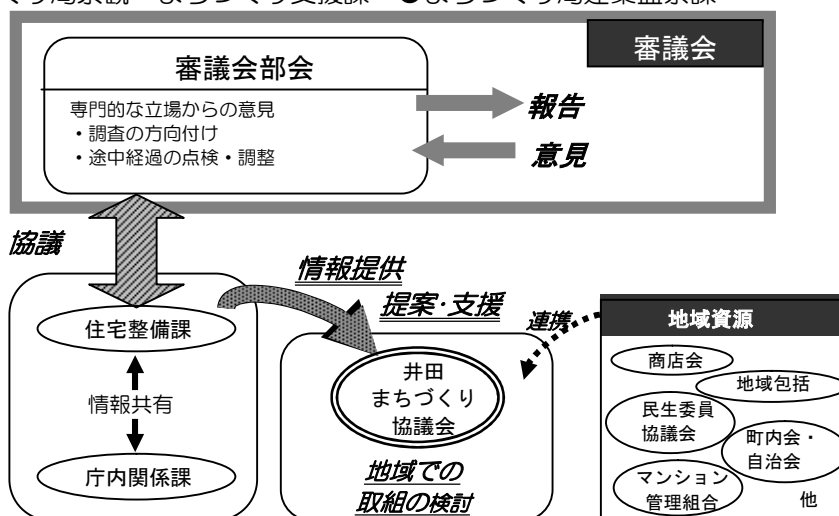 審議会
審議会部会
専門的な立場からの意見
・調査の方向付け
・途中経過の点検・調整
報告
意見
協議
情報提供
提案・支援
連携
住宅整備課
情報共有
庁内関係課
井田
まちづくり
協議会
地域での
取組の検討
地域資源
商店会
地域包括
民生委員
協議会
町内会・
自治会
マンション
管理組合
他